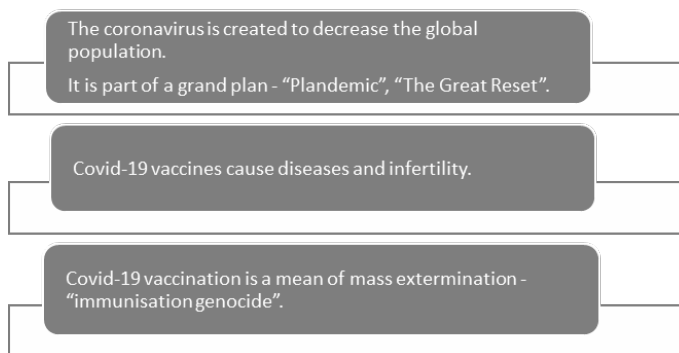 The coronavirus is created to decrease the global
population.
It is part of a grand plan - “Plandemic”, “The Great Reset”.
Covid-19 vaccines cause diseases and infertility.
Covid-19 vaccination is a mean of mass extermination -
“immunisation genocide”.